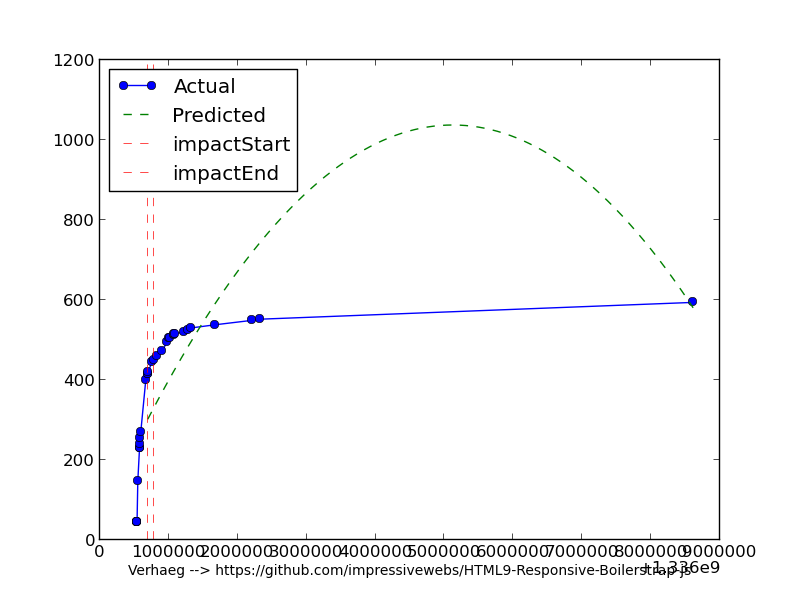 1200
1000
800
600
400
200
0
Actual
Predicted
impactStart
impactEnd
0 1000000 2000000 3000000 4000000 5000000 6000000 7000000 8000000 9000000
+1.336e9
Verhaeg --> https://github.com/impressivewebs/HTML9-Responsive-Boilerstrap-js